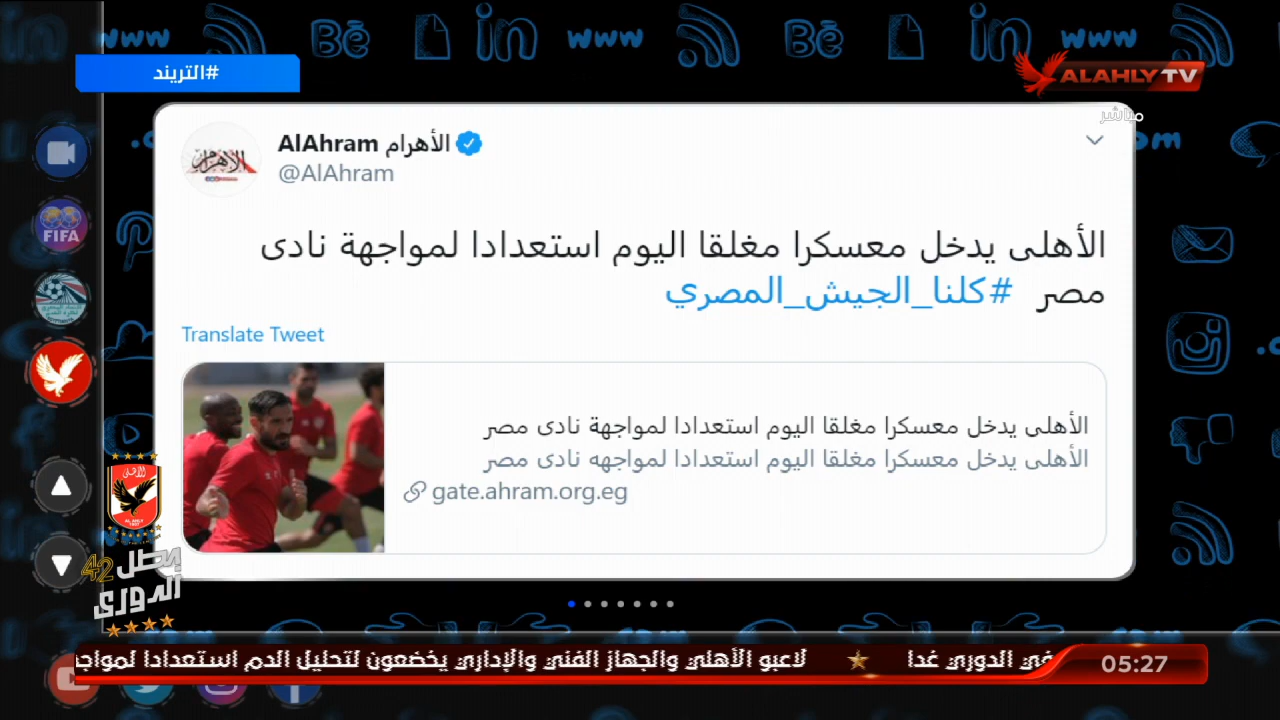 #التريند
ALAHLY TV
مباشر
AlAhram الأهرام
@AlAhram
الأهلى يدخل معسكرا مغلقا اليوم استعدادا لمواجهة نادى
مصر #كلنا_الجيش_المصري
Translate Tweet
الأهلى يدخل معسكرا مغلقا اليوم استعدادا لمواجهة نادى مصر
الأهلى يدخل معسكرا مغلقا اليوم استعدادا لمواجهه نادى مصر
gate.ahram.org.eg
FIFA
بطل
الدورى
42
في الدوري غدا
لاعبو الأهلي والجهاز الفني والإداري يخضعون لتحليل الدم استعدادا لمواج
05:27